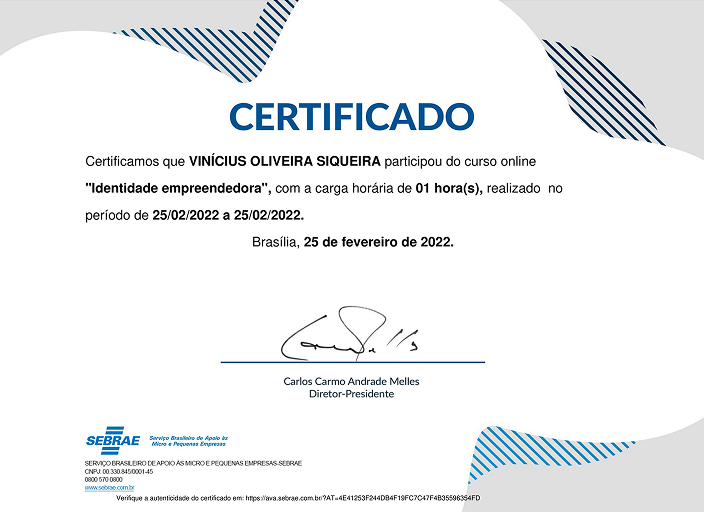 CERTIFICADO
Certificamos que VINÍCIUS OLIVEIRA SIQUEIRA participou do curso online
"Identidade empreendedora", com a carga horária de 01 hora(s), realizado no
período de 25/02/2022 a 25/02/2022.
Brasília, 25 de fevereiro de 2022.
Carlos Carmo Andrade Melles
Diretor-Presidente
SEBRAE
Serviço Brasileiro de Apoio às
Micro e Pequenas Empresas
SERVIÇO BRASILEIRO DE APOIO ÀS MICRO E PEQUENAS EMPRESAS-SEBRAE
CNPJ: 00.330.845/0001-45
0800 570 0800
www.sebrae.com.br
Verifique a autenticidade do certificado em: https://ava.sebrae.com.br/?AT=4E41253F244DB4F19FC7C47F4B35596354FD